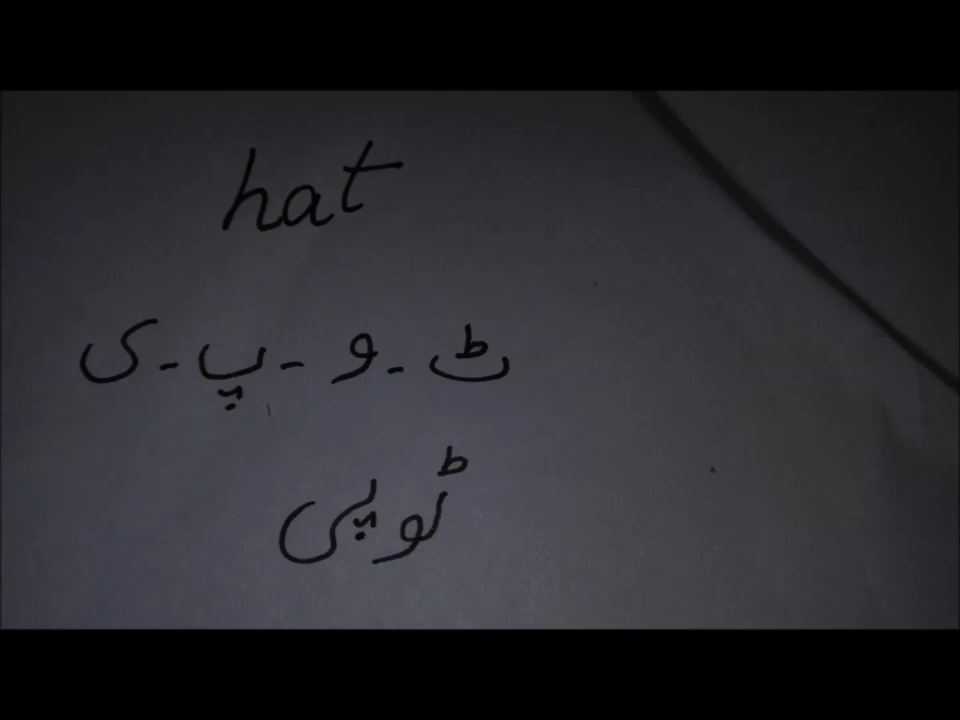 hat
ٹ - و - پ - ی
ٹوپی